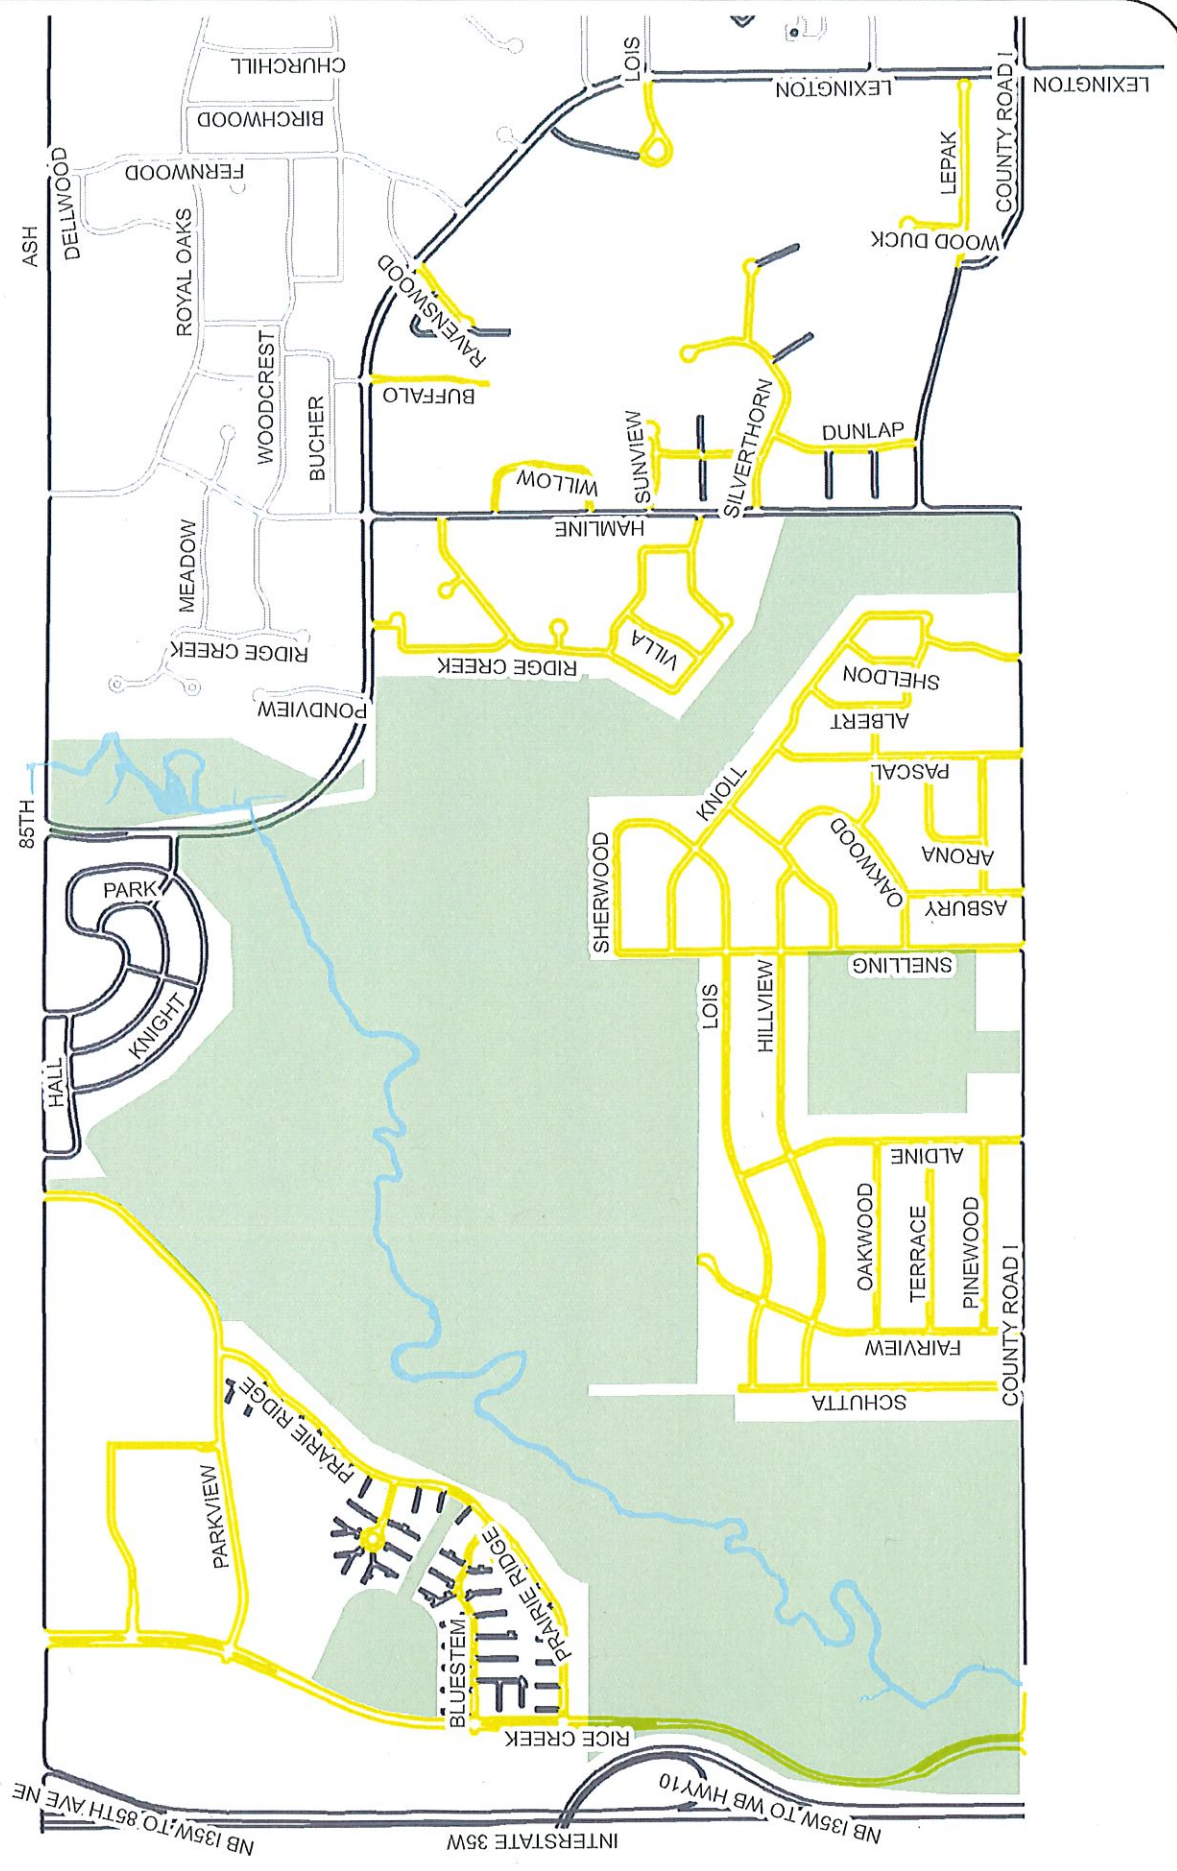 CHURCHILL
LOIS
LEXINGTON
COUNTY ROAD I
LEXINGTON
BIRCHWOOD
FERNWOOD
DELLWOOD
ASH
ROYAL OAKS
LEPAK
WOOD DUCK
RAVENSWOOD
WOODCREST
BUCHER
BUFFALO
SUNVIEW
SILVERTHORN
DUNLAP
WILLOW
HAMLINE
MEADOW
RIDGE CREEK
RIDGE CREEK
VILLA
PONDVIEW
SHELDON
ALBERT
PASCAL
KNOLL
85TH
OAKWOOD
ARONA
PARK
SHERWOOD
ASBURY
SNELLING
LOIS
HILLVIEW
KNIGHT
HALL
ALDINE
OAKWOOD
TERRACE
PINEWOOD
COUNTY ROAD I
FAIRVIEW
SCHUTTA
PRAIRIE RIDGE
PARKVIEW
PRAIRIE RIDGE
BLUESTEM
RICE CREEK
NB I35W TO 85TH AVE NE
INTERSTATE 35W
NB I35W TO WB HWY10